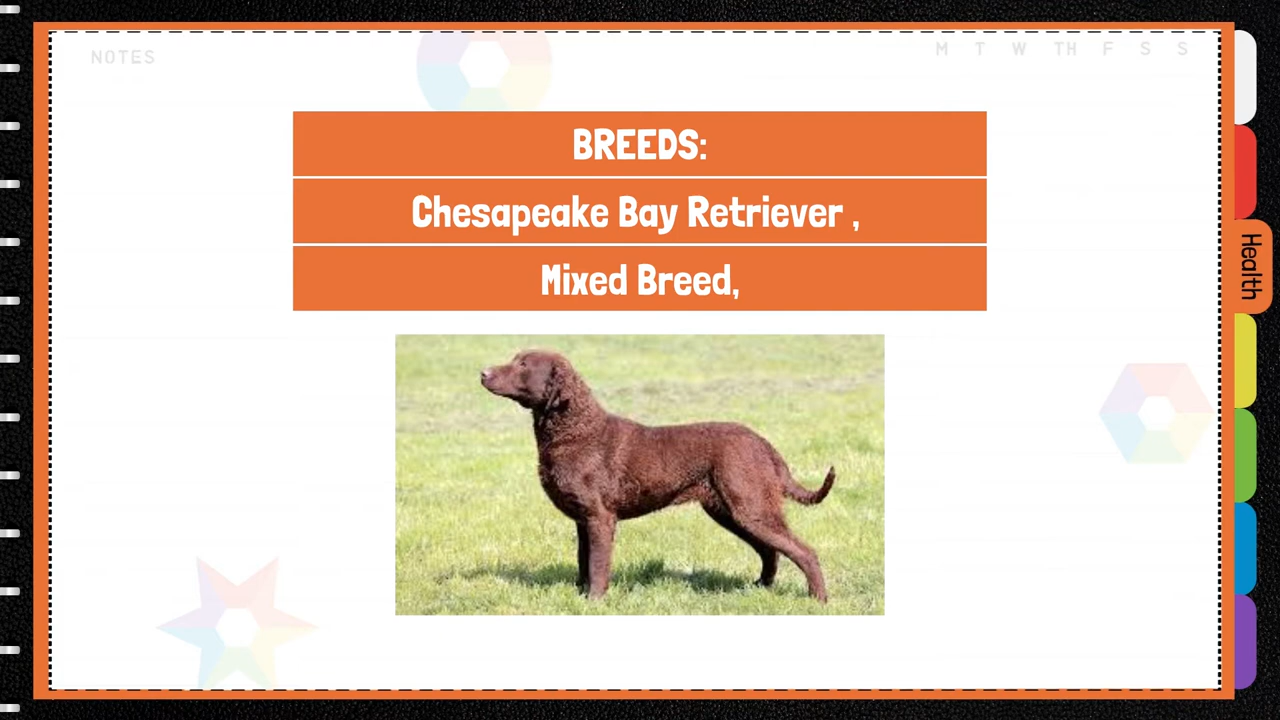 NOTES
M T W TH F S S
BREEDS:
Chesapeake Bay Retriever ,
Mixed Breed,
Health